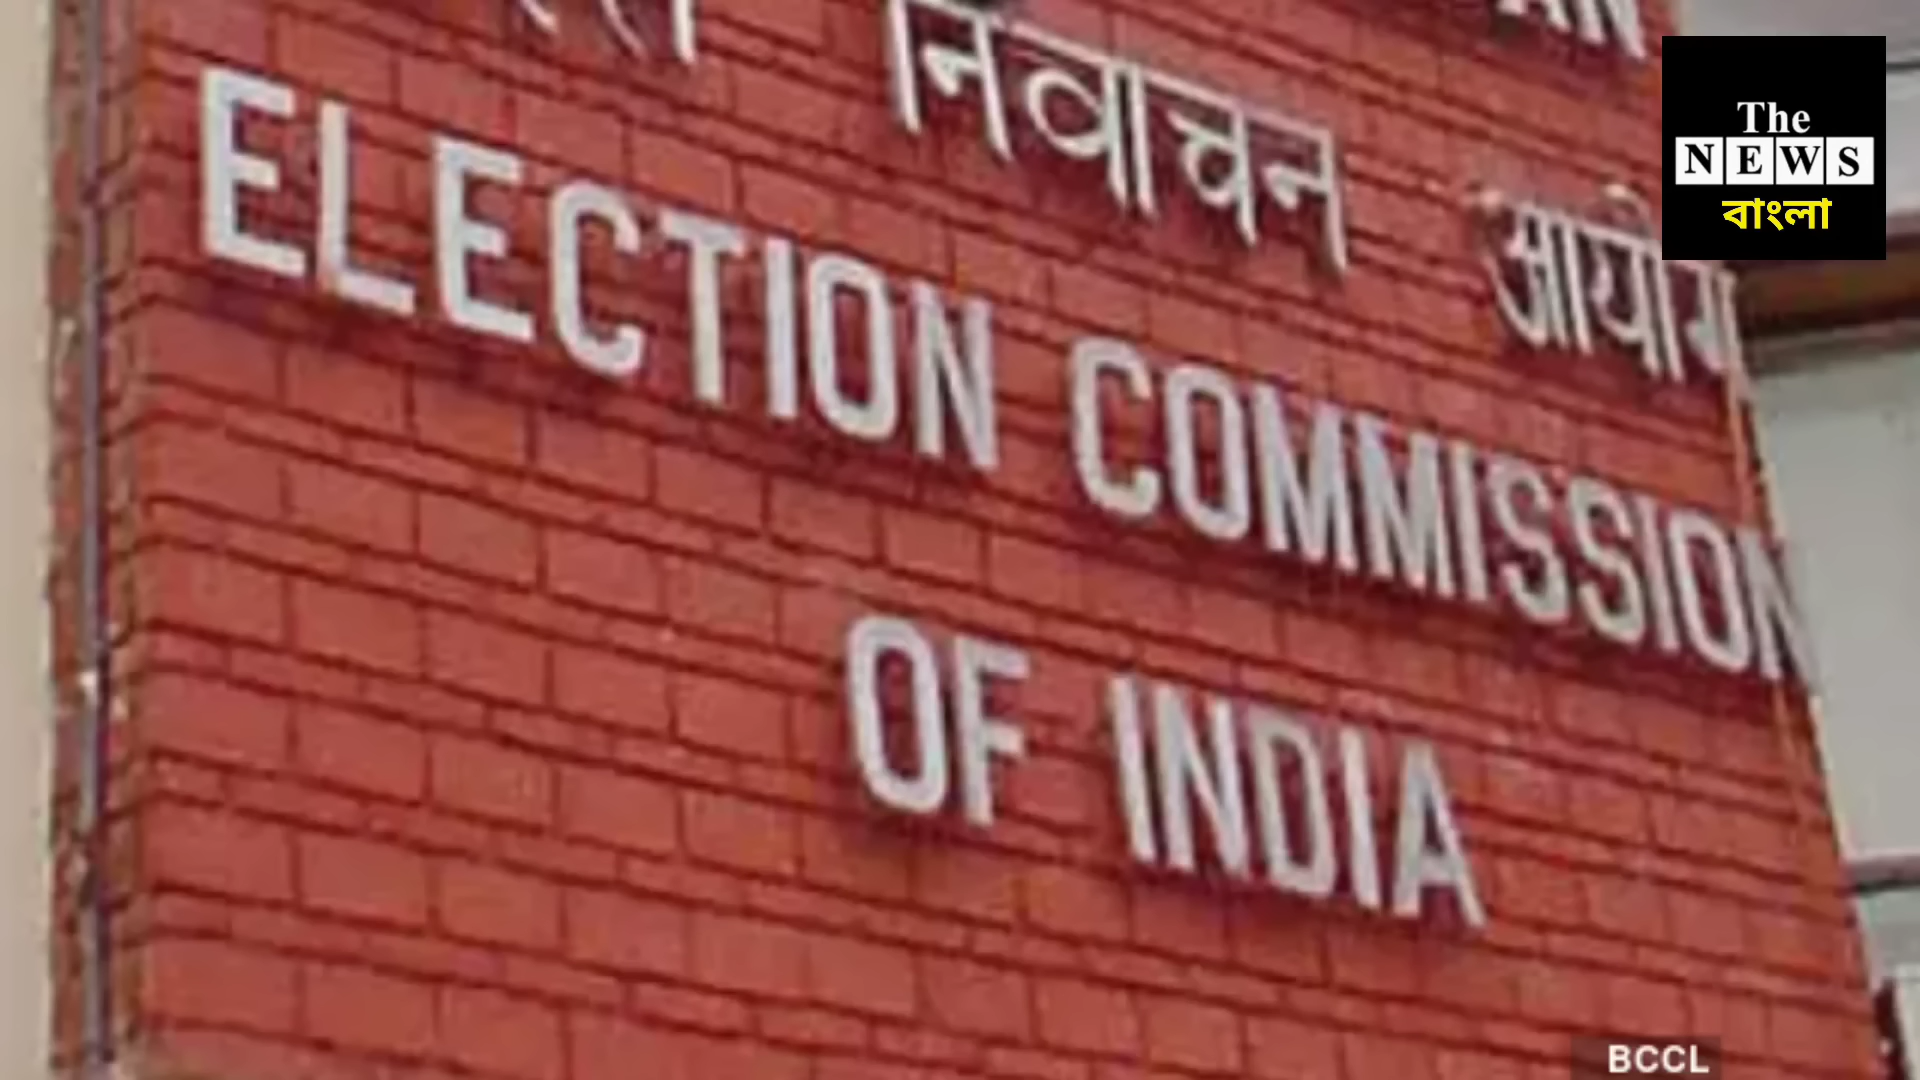 निर्वाचन आयोग
ELECTION COMMISSION
OF INDIA
The
NEWS
বাংলা
BCCL